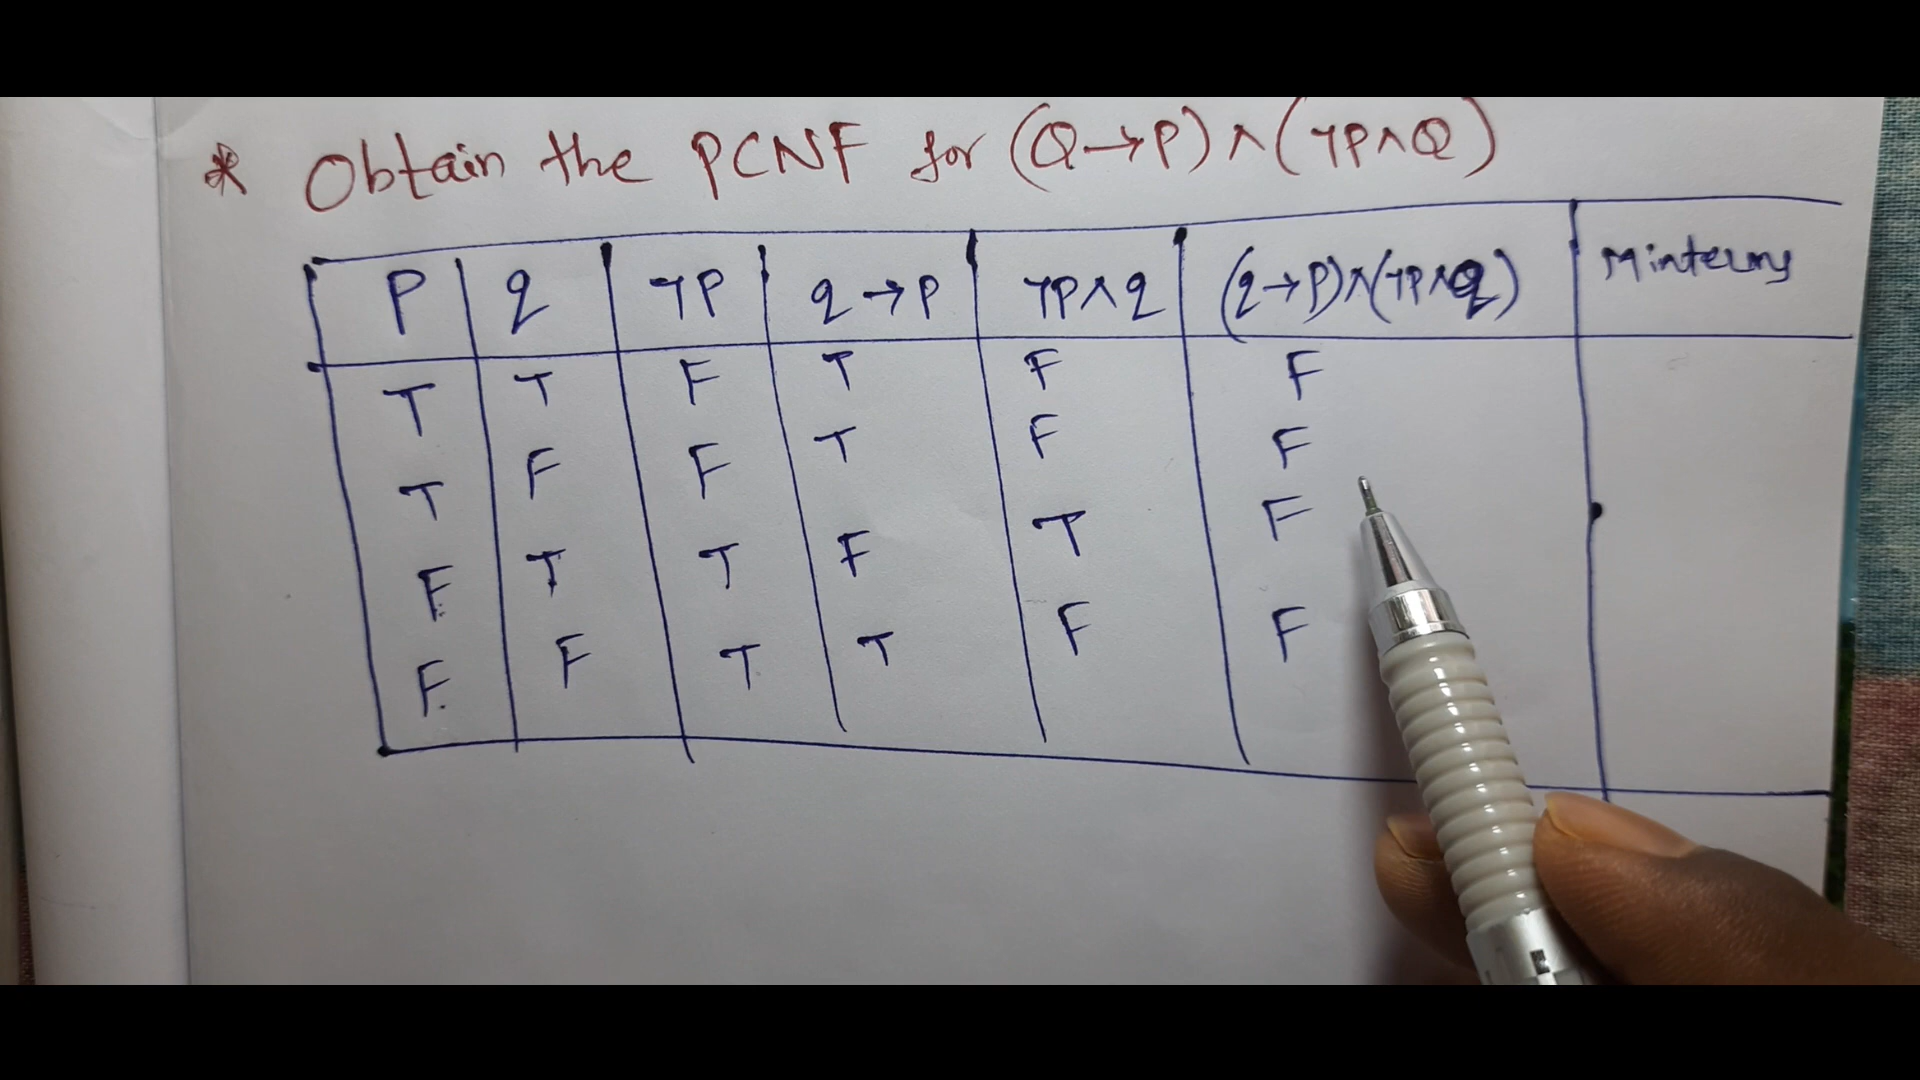 * Obtain the PCNF for (Q→P)∧(¬P∧Q)
P q ¬P q→P ¬P∧q (q→P)∧(¬P∧q) Minterms
T T F T F F
T F F T F F
F T T F T F
F F T T F F